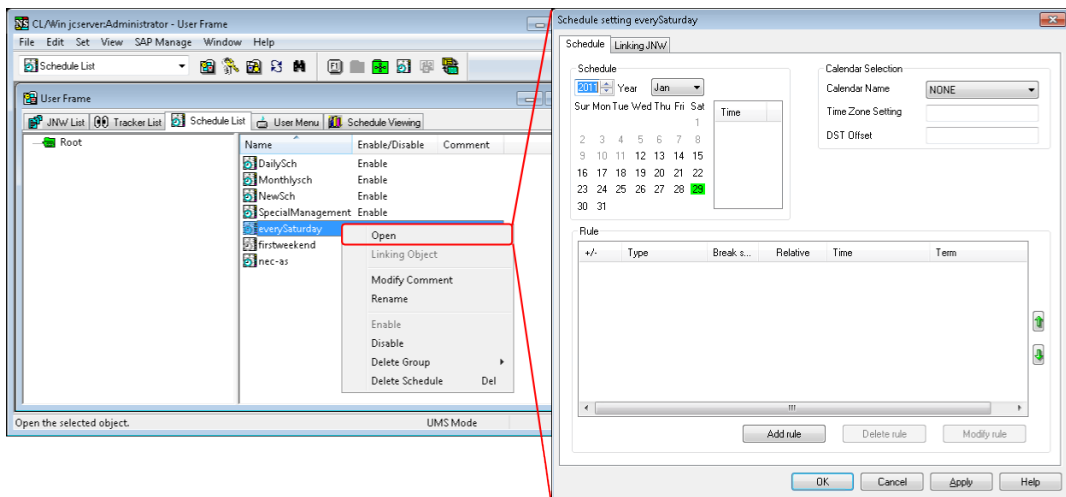 CL/Win jcserver:Administrator - User Frame
File Edit Set View SAP Manage Window Help
Schedule List
User Frame
JNW List Tracker List Schedule List User Menu Schedule Viewing
Root
Name Enable/Disable Comment
DailySch Enable
Monthlysch Enable
NewSch Enable
SpecialManagement Enable
everySaturday
firstweekend
nec-as
Open
Linking Object
Modify Comment
Rename
Enable
Disable
Delete Group
Delete Schedule Del
Open the selected object. UMS Mode
Schedule setting everySaturday
Schedule Linking JNW
Schedule
2011 Year Jan
Sur Mon Tue Wed Thu Fri Sat
1
2 3 4 5 6 7 8
9 10 11 12 13 14 15
16 17 18 19 20 21 22
23 24 25 26 27 28 29
30 31
Time
Calendar Selection
Calendar Name NONE
Time Zone Setting
DST Offset
Rule
+/- Type Break s... Relative Time Term
Add rule Delete rule Modify rule
OK Cancel Apply Help